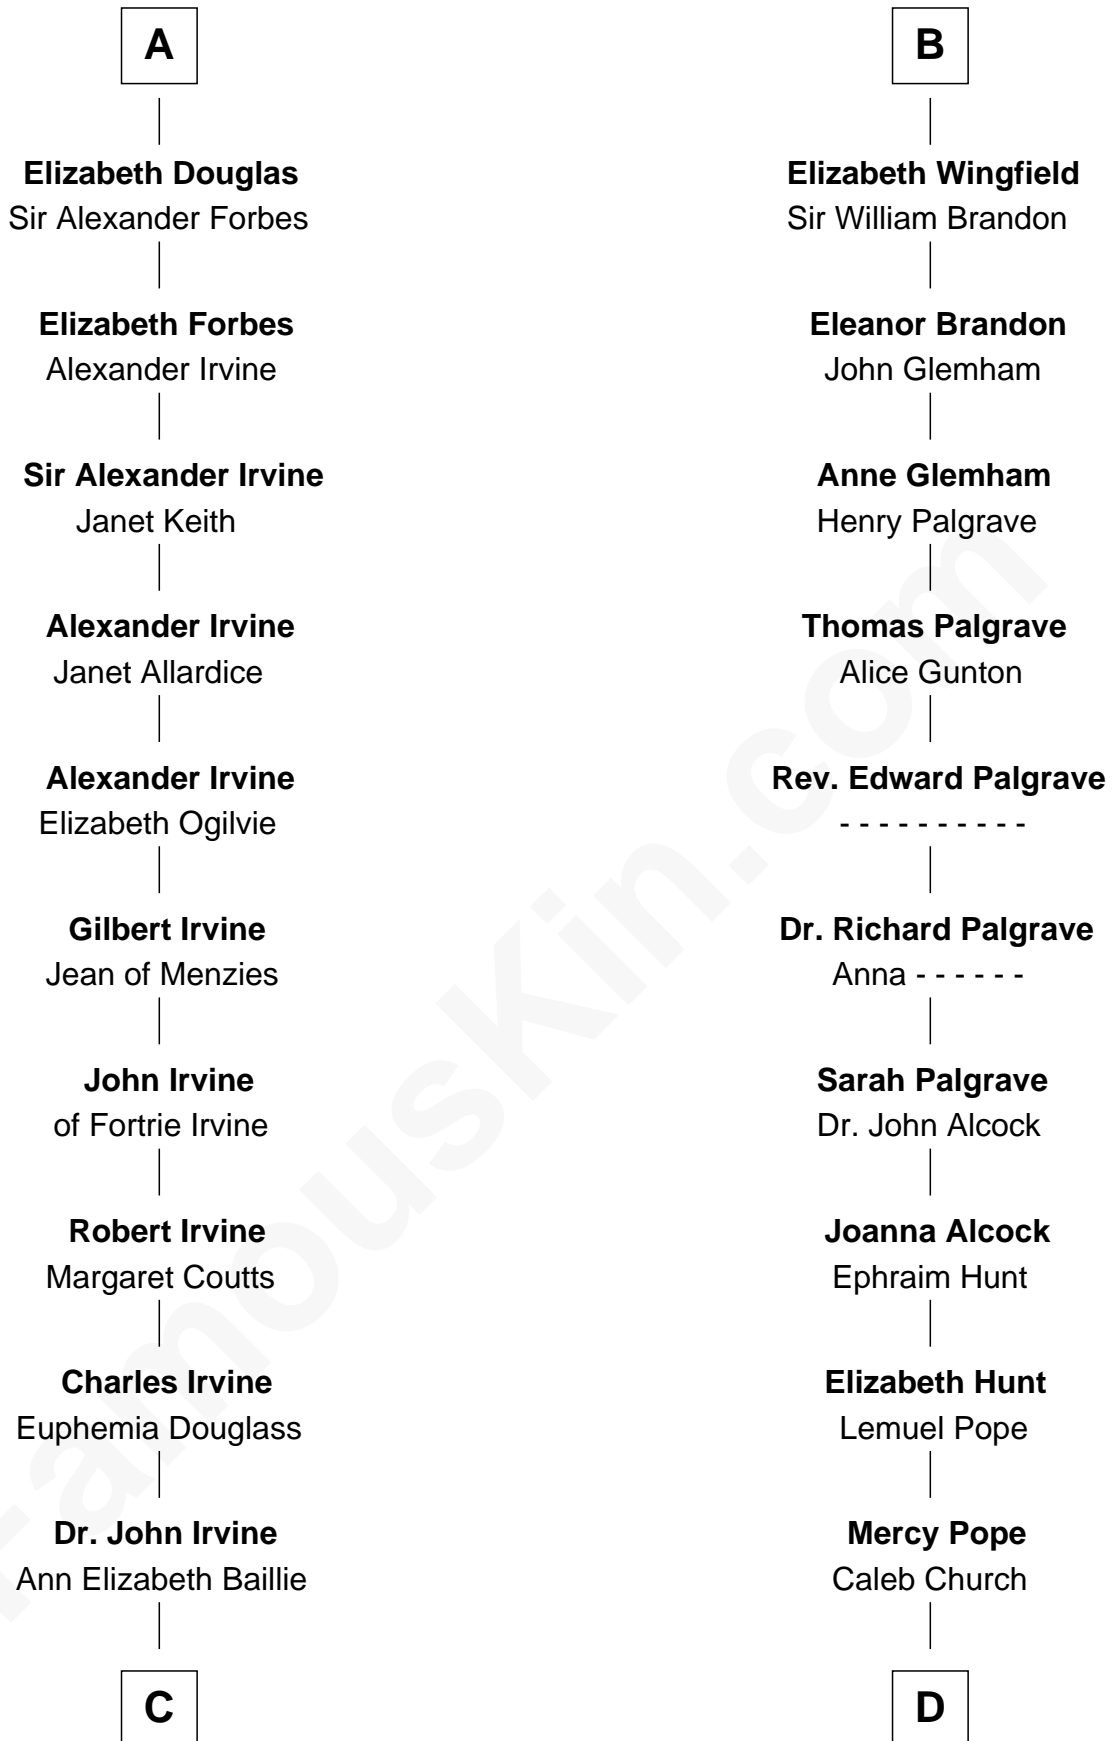 A
Elizabeth Douglas
Sir Alexander Forbes
Elizabeth Forbes
Alexander Irvine
Sir Alexander Irvine
Janet Keith
Alexander Irvine
Janet Allardice
Alexander Irvine
Elizabeth Ogilvie
Gilbert Irvine
Jean of Menzies
John Irvine
of Fortrie Irvine
Robert Irvine
Margaret Coutts
Charles Irvine
Euphemia Douglass
Dr. John Irvine
Ann Elizabeth Baillie
C
B
Elizabeth Wingfield
Sir William Brandon
Eleanor Brandon
John Glemham
Anne Glemham
Henry Palgrave
Thomas Palgrave
Alice Gunton
Rev. Edward Palgrave
- - - - - - - - - -
Dr. Richard Palgrave
Anna - - - - - -
Sarah Palgrave
Dr. John Alcock
Joanna Alcock
Ephraim Hunt
Elizabeth Hunt
Lemuel Pope
Mercy Pope
Caleb Church
D
FamousKin.com